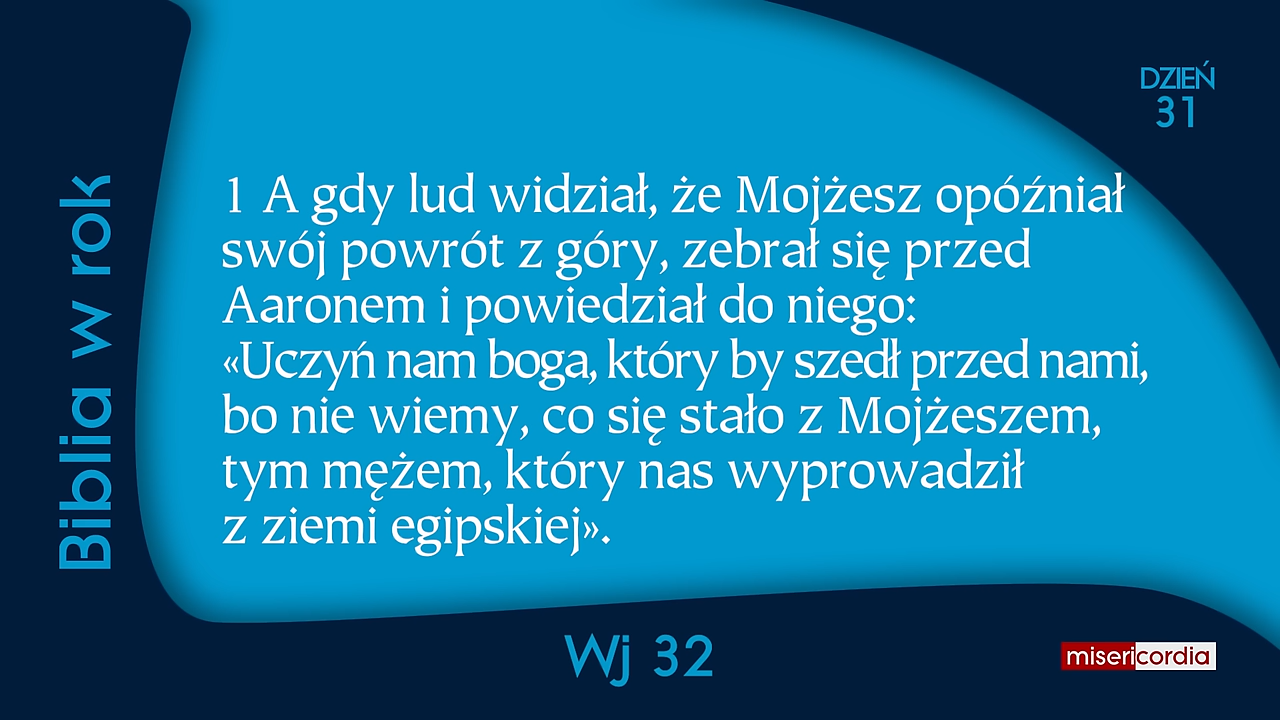 DZIEŃ
31
Biblia w rok
1 A gdy lud widział, że Mojżesz opóźniał
swój powrót z góry, zebrał się przed
Aaronem i powiedział do niego:
«Uczyń nam boga, który by szedł przed nami,
bo nie wiemy, co się stało z Mojżeszem,
tym mężem, który nas wyprowadził
z ziemi egipskiej».
Wj 32
misericordia